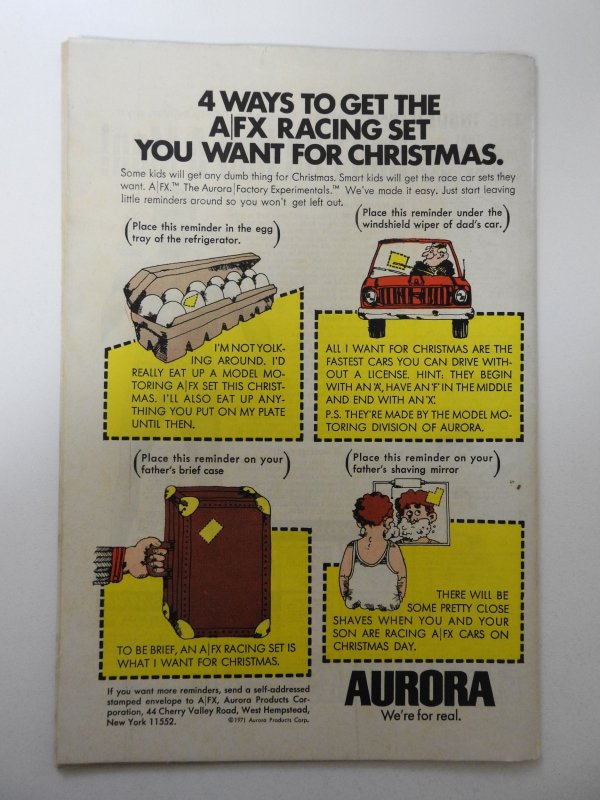 4 WAYS TO GET THE
A|FX RACING SET
YOU WANT FOR CHRISTMAS.
Some kids will get any dumb thing for Christmas. Smart kids will get the race car sets they
want. A|FX.™ The Aurora|Factory Experimentals.™ We've made it easy. Just start leaving
little reminders around so you won't get left out.
(Place this reminder in the egg
tray of the refrigerator.)
I'M NOT YOLK-
ING AROUND. I'D
REALLY EAT UP A MODEL MO-
TORING A|FX SET THIS CHRIST-
MAS. I'LL ALSO EAT UP ANY-
THING YOU PUT ON MY PLATE
UNTIL THEN.
(Place this reminder under the
windshield wiper of dad's car.)
ALL I WANT FOR CHRISTMAS ARE THE
FASTEST CARS YOU CAN DRIVE WITH-
OUT A LICENSE. HINT: THEY BEGIN
WITH AN 'A', HAVE AN 'F' IN THE MIDDLE
AND END WITH AN 'X'.
P.S. THEY'RE MADE BY THE MODEL MO-
TORING DIVISION OF AURORA.
(Place this reminder on your
father's brief case)
TO BE BRIEF, AN A|FX RACING SET IS
WHAT I WANT FOR CHRISTMAS.
(Place this reminder on your
father's shaving mirror)
THERE WILL BE
SOME PRETTY CLOSE
SHAVES WHEN YOU AND YOUR
SON ARE RACING A|FX CARS ON
CHRISTMAS DAY.
If you want more reminders, send a self-addressed
stamped envelope to A|FX, Aurora Products Cor-
poration, 44 Cherry Valley Road, West Hempstead,
New York 11552.
©1971 Aurora Products Corp.
AURORA
We're for real.